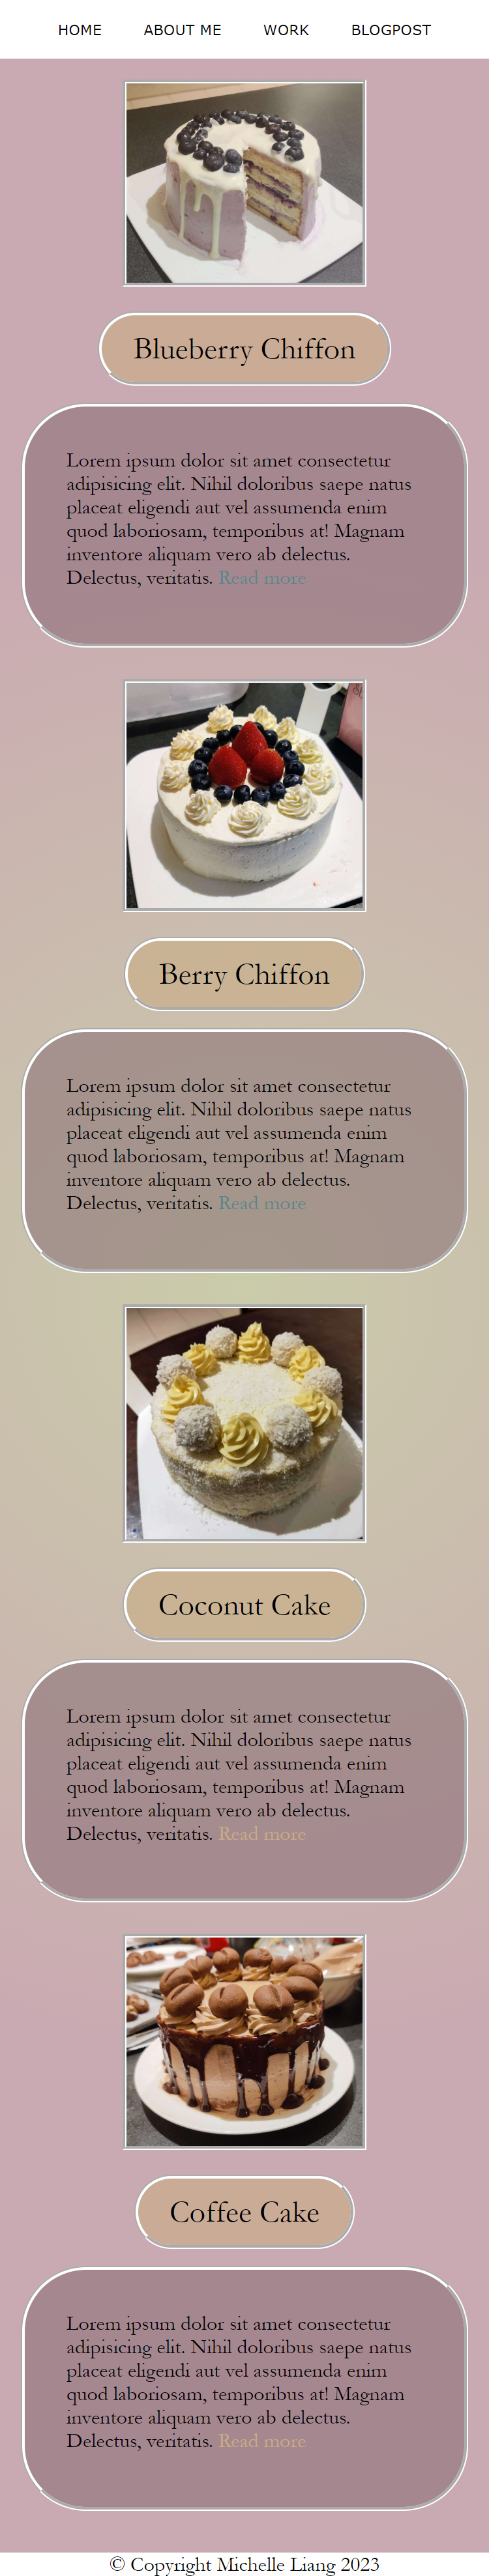 HOME ABOUT ME WORK BLOGPOST
Blueberry Chiffon
Lorem ipsum dolor sit amet consectetur
adipisicing elit. Nihil doloribus saepe natus
placeat eligendi aut vel assumenda enim
quod laboriosam, temporibus at! Magnam
inventore aliquam vero ab delectus.
Delectus, veritatis. Read more
Berry Chiffon
Lorem ipsum dolor sit amet consectetur
adipisicing elit. Nihil doloribus saepe natus
placeat eligendi aut vel assumenda enim
quod laboriosam, temporibus at! Magnam
inventore aliquam vero ab delectus.
Delectus, veritatis. Read more
Coconut Cake
Lorem ipsum dolor sit amet consectetur
adipisicing elit. Nihil doloribus saepe natus
placeat eligendi aut vel assumenda enim
quod laboriosam, temporibus at! Magnam
inventore aliquam vero ab delectus.
Delectus, veritatis. Read more
Coffee Cake
Lorem ipsum dolor sit amet consectetur
adipisicing elit. Nihil doloribus saepe natus
placeat eligendi aut vel assumenda enim
quod laboriosam, temporibus at! Magnam
inventore aliquam vero ab delectus.
Delectus, veritatis. Read more
© Copyright Michelle Liang 2023